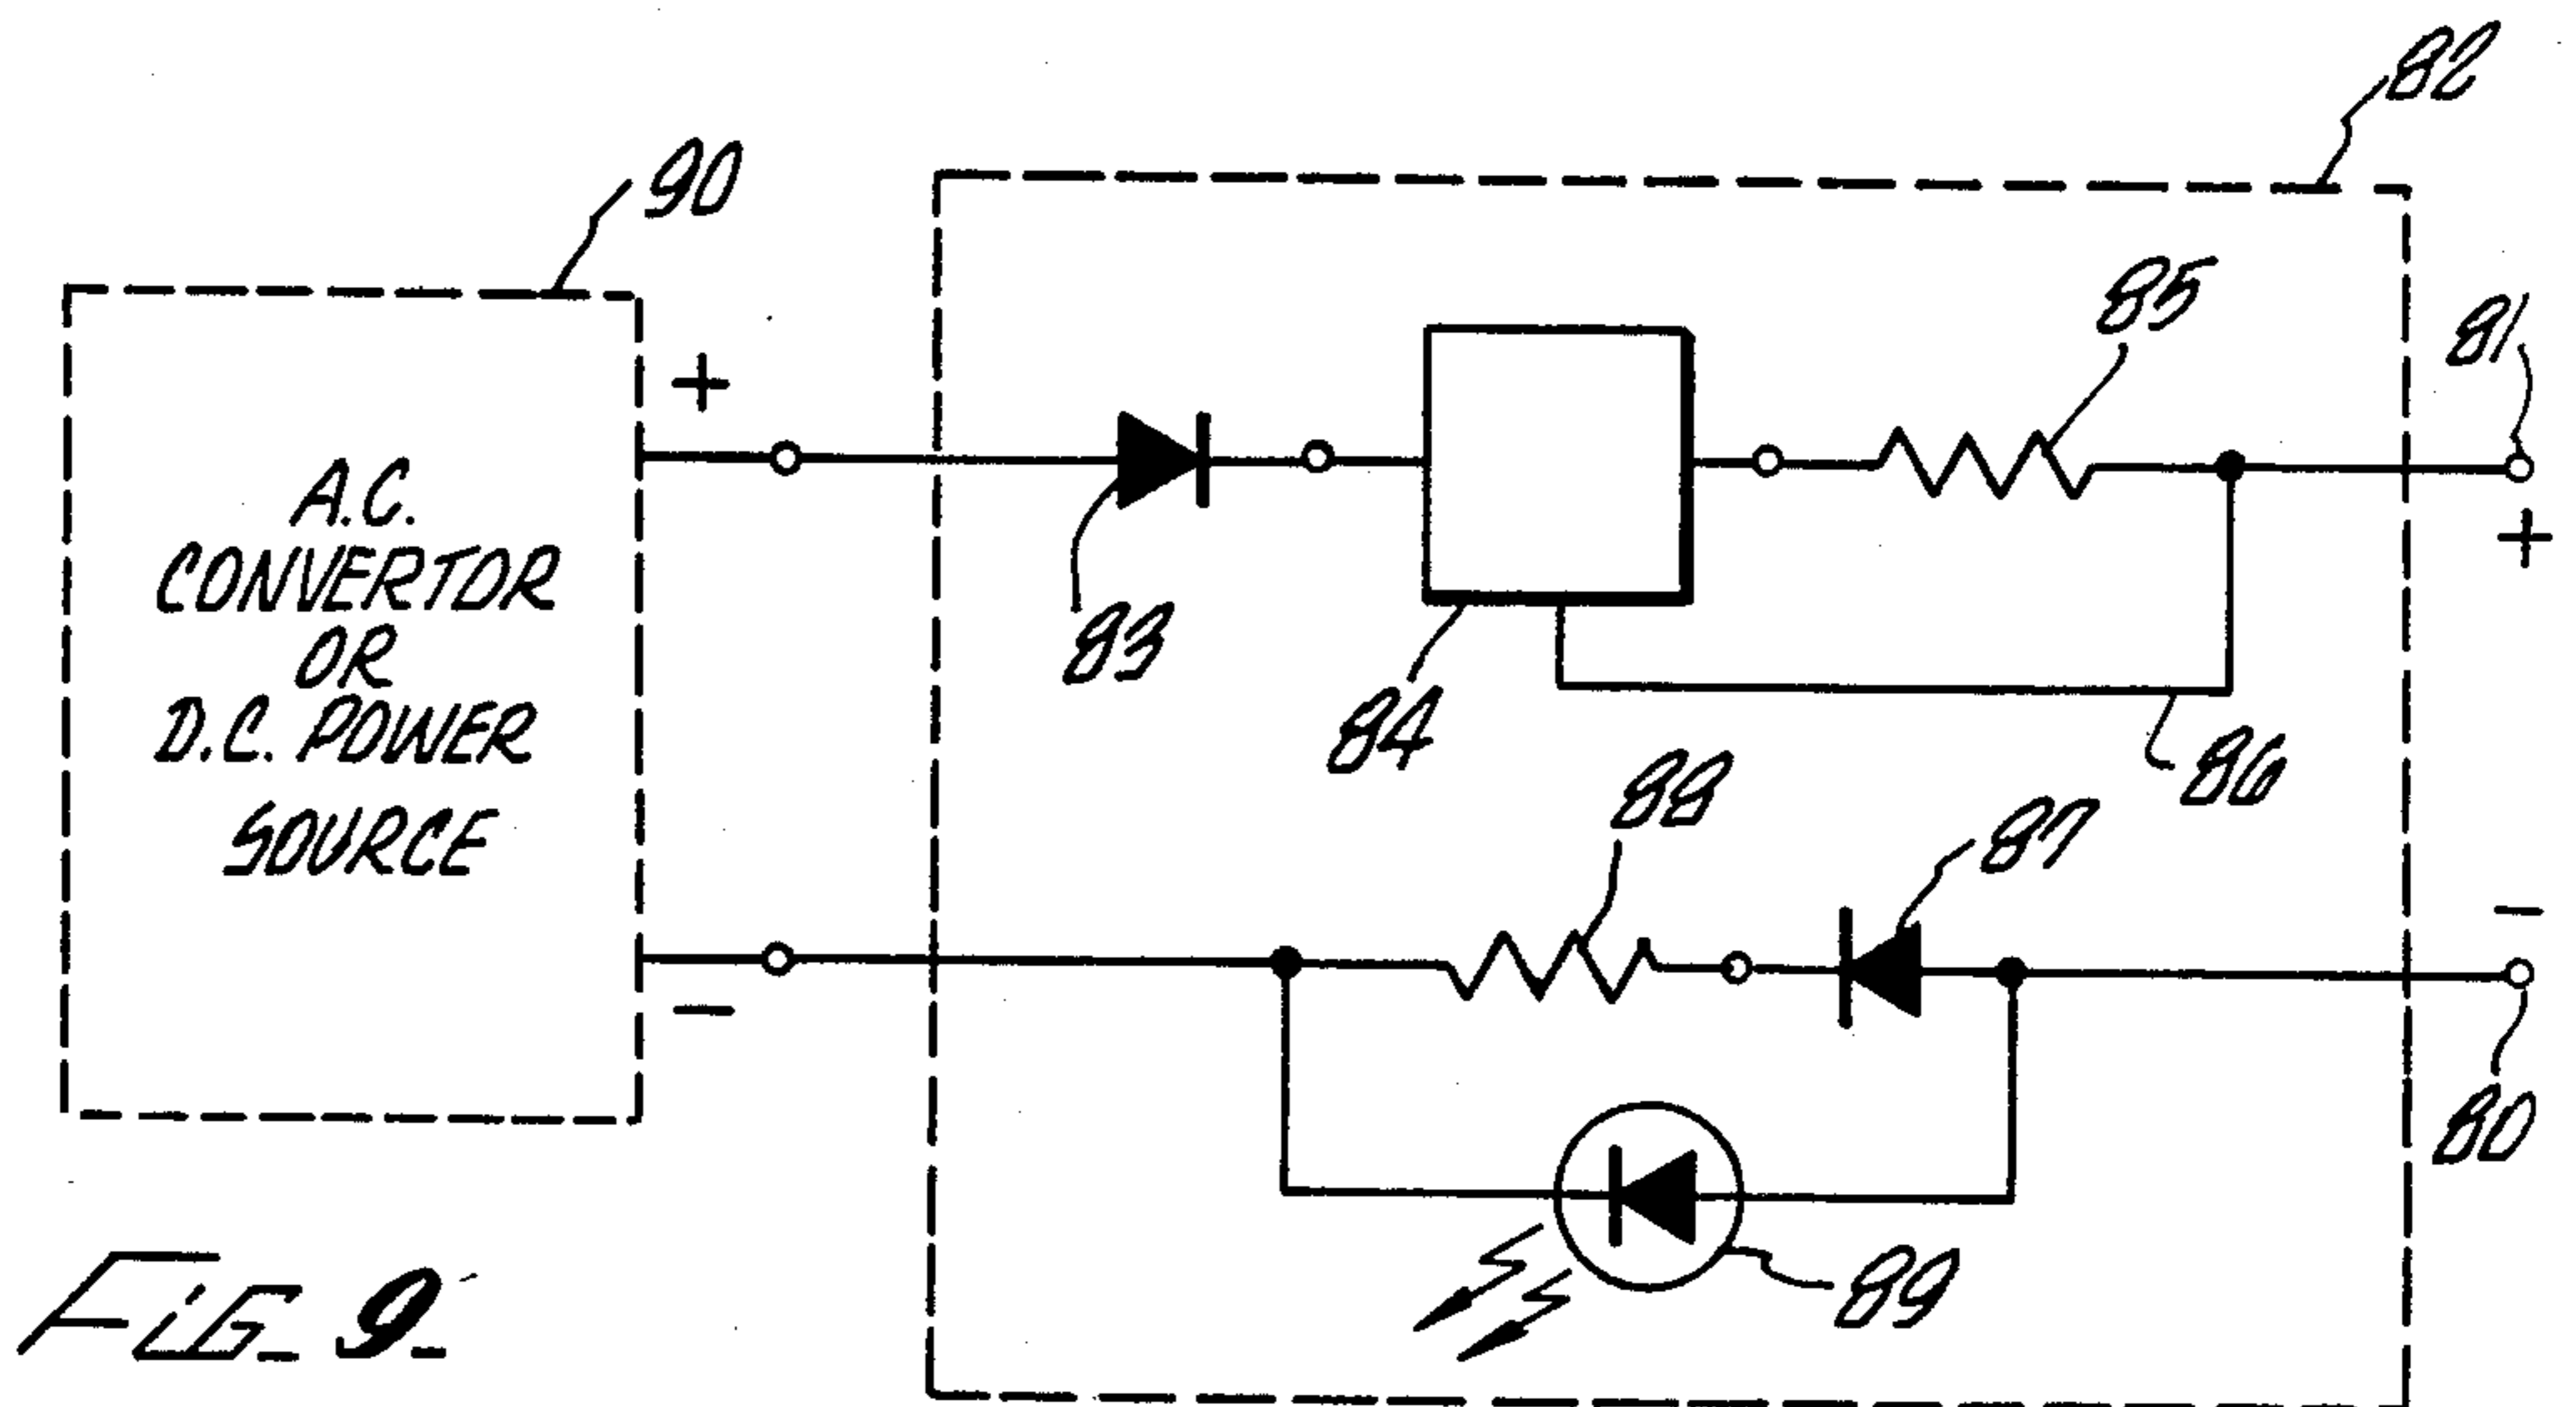 82
90
85
81
+
+
A.C.
CONVERTOR
OR
D.C. POWER
SOURCE
83
84
86
88
87
-
-
80
89
FIG. 9.